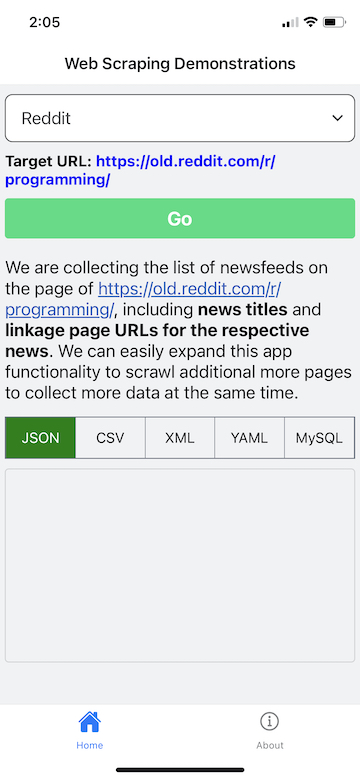 2:05
Web Scraping Demonstrations
Reddit
Target URL: https://old.reddit.com/r/
programming/
Go
We are collecting the list of newsfeeds on
the page of https://old.reddit.com/r/
programming/, including news titles and
linkage page URLs for the respective
news. We can easily expand this app
functionality to scrawl additional more pages
to collect more data at the same time.
JSON CSV XML YAML MySQL
Home About